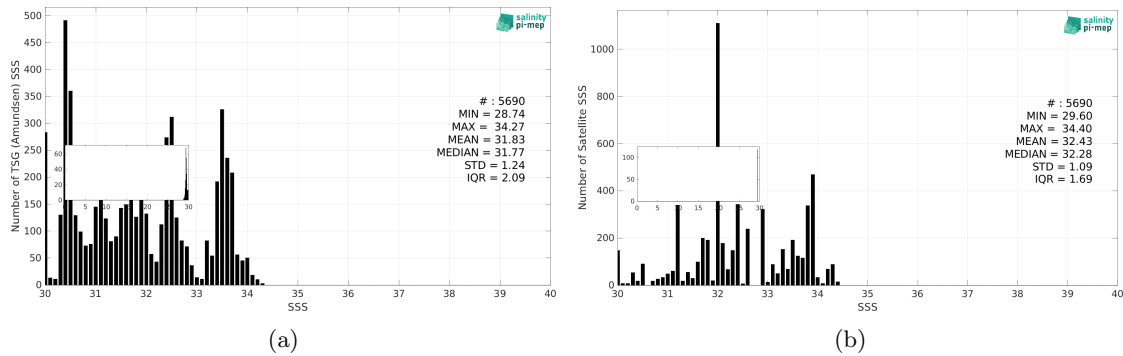 salinity
pi-mep
Number of TSG (Amundsen) SSS
500
450
400
350
300
250
200
150
100
50
0
# : 5690
MIN = 28.74
MAX = 34.27
MEAN = 31.83
MEDIAN = 31.77
STD = 1.24
IQR = 2.09
60
40
20
0
0 5 10 15 20 25 30
30 31 32 33 34 35 36 37 38 39 40
SSS
(a)
salinity
pi-mep
Number of Satellite SSS
1000
800
600
400
200
0
# : 5690
MIN = 29.60
MAX = 34.40
MEAN = 32.43
MEDIAN = 32.28
STD = 1.09
IQR = 1.69
100
50
0
0 5 10 15 20 25 30
30 31 32 33 34 35 36 37 38 39 40
SSS
(b)